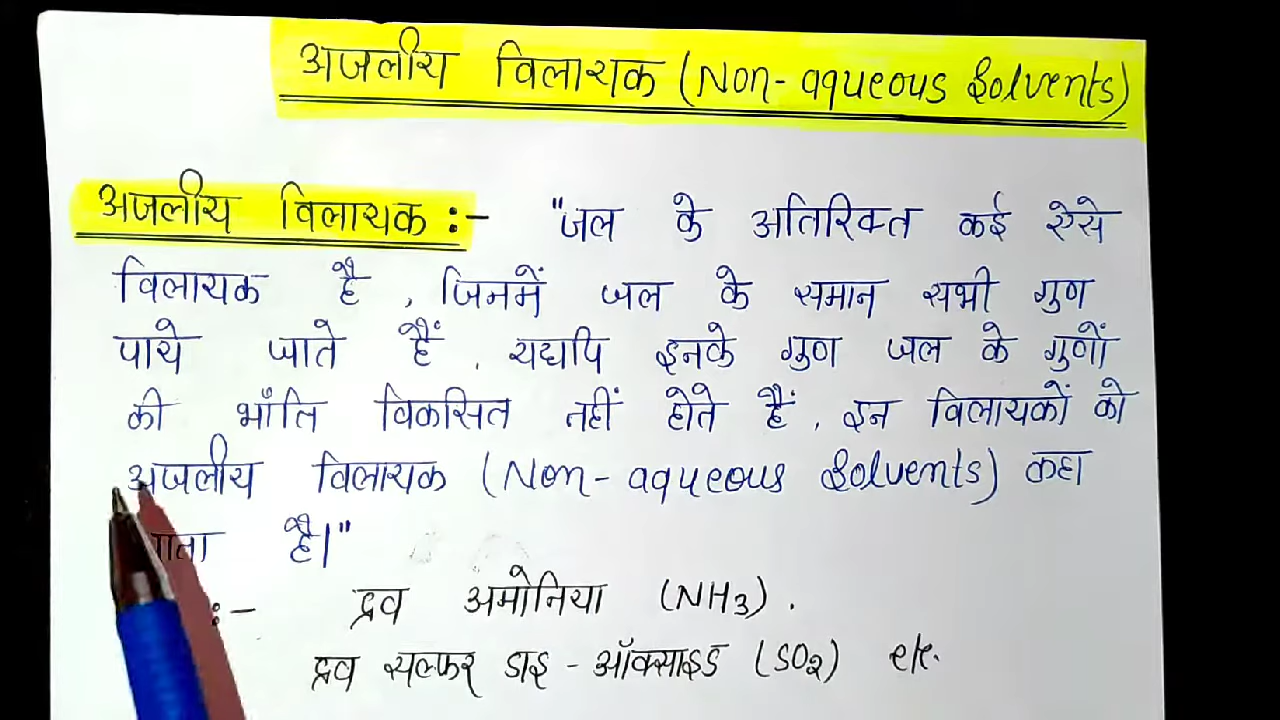 अजलीय विलायक (Non-aqueous Solvents)
अजलीय विलायक :- "जल के अतिरिक्त कई ऐसे
विलायक है , जिनमें जल के समान सभी गुण
पाये जाते हैं . यद्यपि इनके गुण जल के गुणों
की भाँति विकसित नहीं होते हैं . इन विलायकों को
अजलीय विलायक (Non-aqueous Solvents) कहा
है।"
:- द्रव अमोनिया (NH3) .
द्रव सल्फर डाइ - ऑक्साइड (SO2) etc.